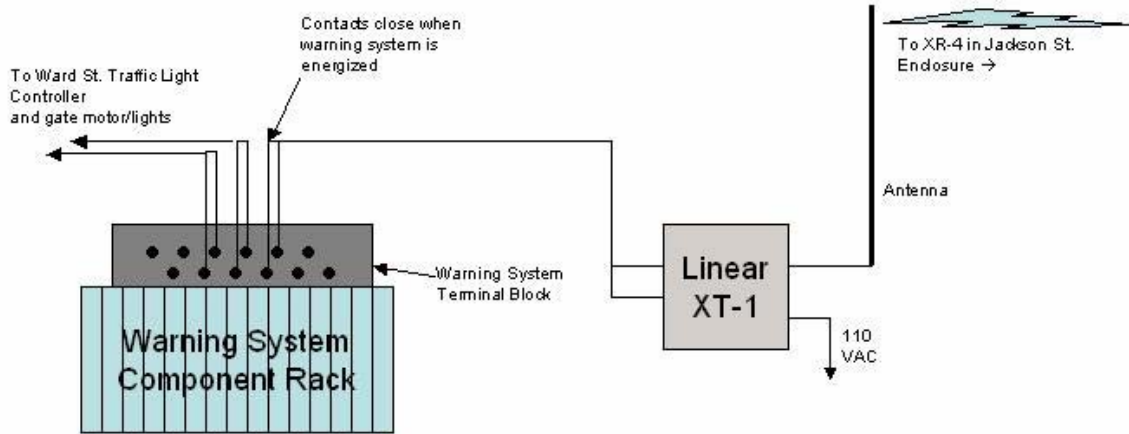 Contacts close when
warning system is
energized
To XR-4 in Jackson St.
Enclosure →
To Ward St. Traffic Light
Controller
and gate motor/lights
Antenna
Linear
XT-1
Warning System
Terminal Block
110
VAC
Warning System
Component Rack